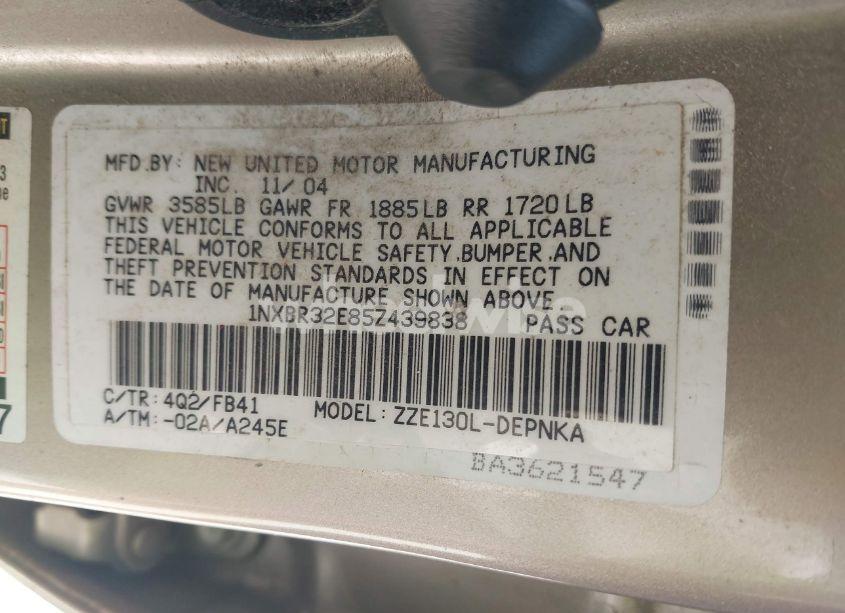 MFD.BY: NEW UNITED MOTOR MANUFACTURING
INC. 11/04
GVWR 3585LB GAWR FR 1885LB RR 1720LB
THIS VEHICLE CONFORMS TO ALL APPLICABLE
FEDERAL MOTOR VEHICLE SAFETY,BUMPER,AND
THEFT PREVENTION STANDARDS IN EFFECT ON
THE DATE OF MANUFACTURE SHOWN ABOVE.
1NXBR32E85Z439838 PASS CAR
C/TR:4Q2/FB41 MODEL: ZZE130L-DEPNKA
A/TM:-02A/A245E
BA3621547